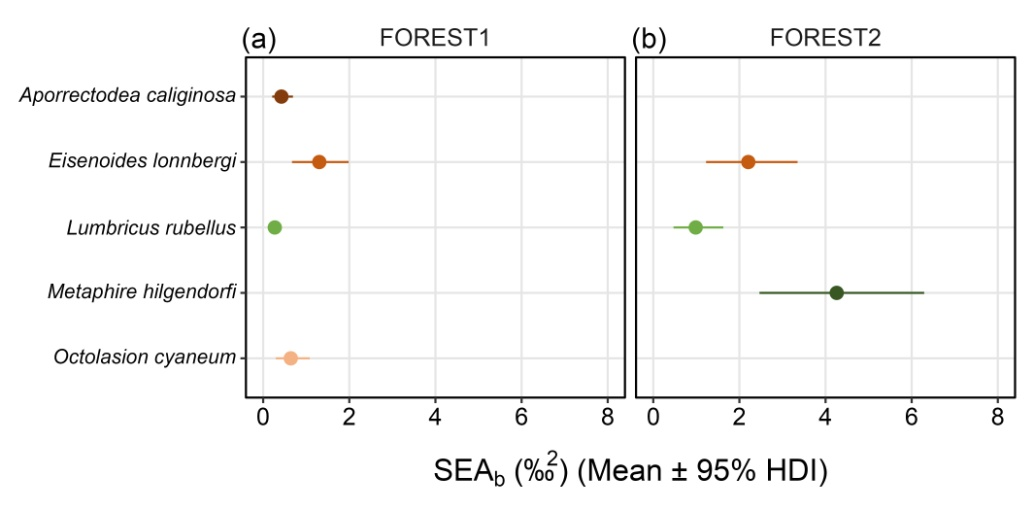 (a) FOREST1 (b) FOREST2
Aporrectodea caliginosa
Eisenoides lonnbergi
Lumbricus rubellus
Metaphire hilgendorfi
Octolasion cyaneum
0 2 4 6 8 0 2 4 6 8
SEAb (‰2) (Mean ± 95% HDI)